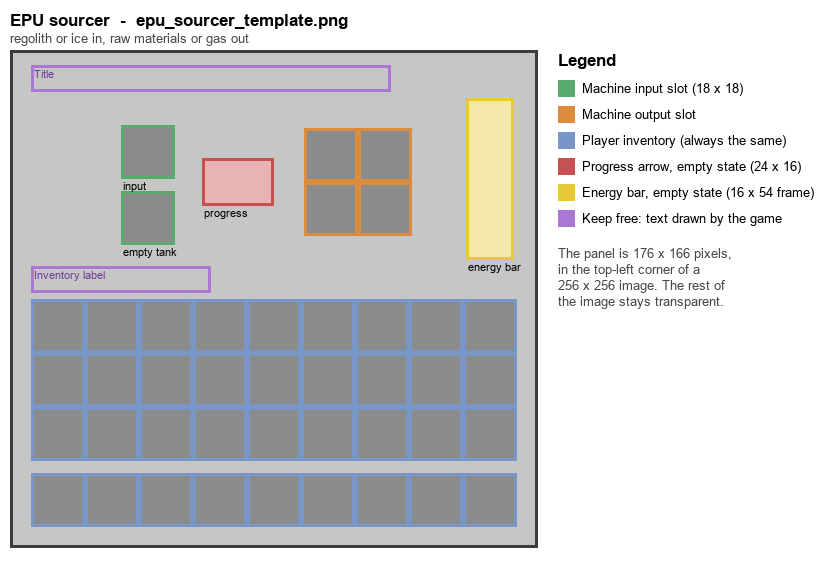 EPU sourcer - epu_sourcer_template.png
regolith or ice in, raw materials or gas out
Title
input
empty tank
progress
energy bar
Inventory label
Legend
Machine input slot (18 x 18)
Machine output slot
Player inventory (always the same)
Progress arrow, empty state (24 x 16)
Energy bar, empty state (16 x 54 frame)
Keep free: text drawn by the game
The panel is 176 x 166 pixels,
in the top-left corner of a
256 x 256 image. The rest of
the image stays transparent.